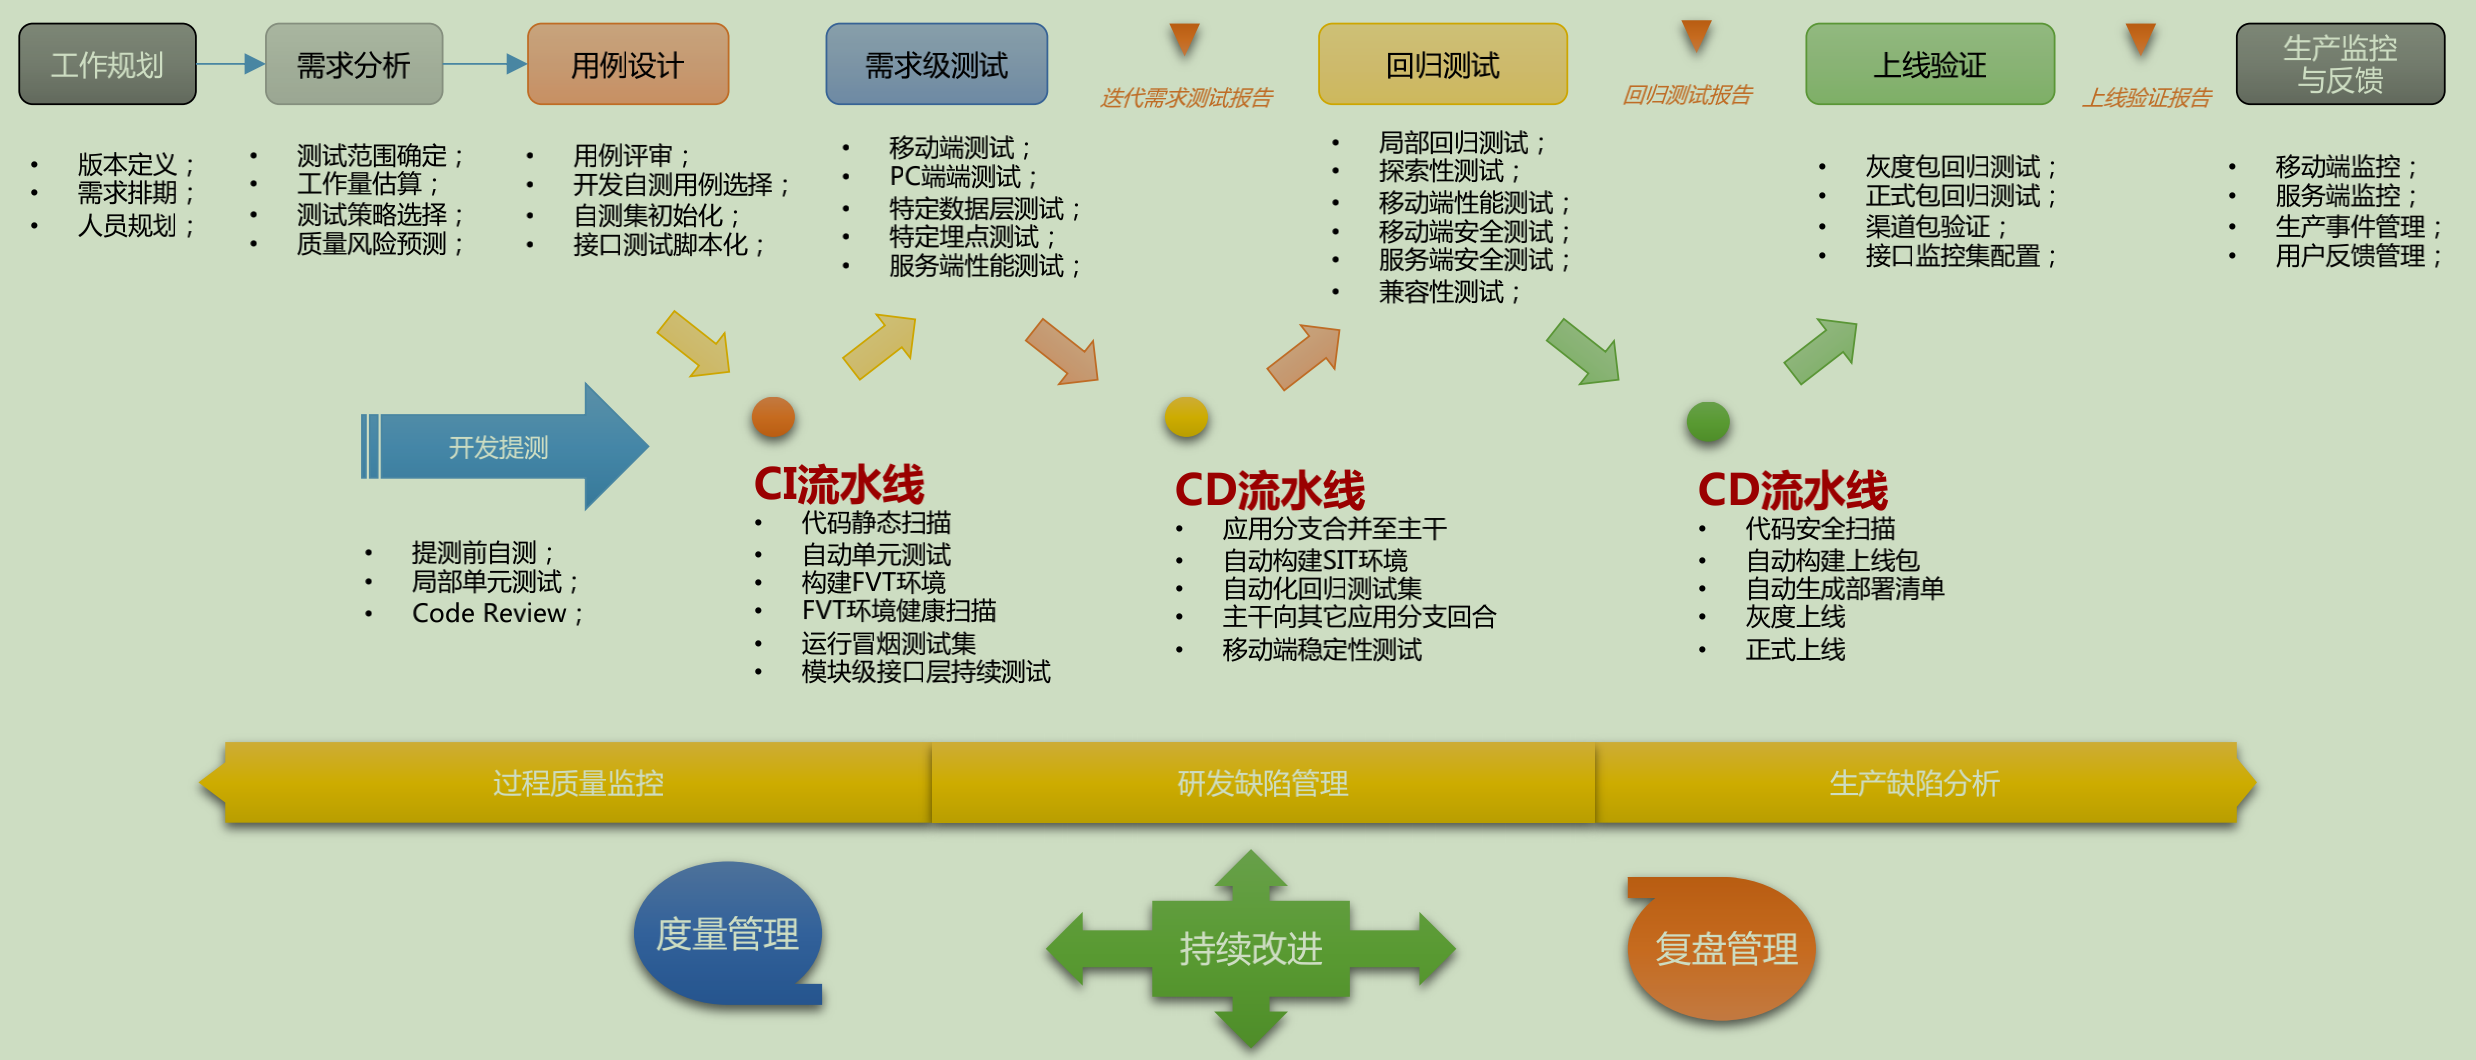 工作规划
需求分析
用例设计
需求级测试
迭代需求测试报告
回归测试
回归测试报告
上线验证
上线验证报告
生产监控
与反馈
• 版本定义；
• 需求排期；
• 人员规划；
• 测试范围确定；
• 工作量估算；
• 测试策略选择；
• 质量风险预测；
• 用例评审；
• 开发自测用例选择；
• 自测集初始化；
• 接口测试脚本化；
• 移动端测试；
• PC端端测试；
• 特定数据层测试；
• 特定埋点测试；
• 服务端性能测试；
• 局部回归测试；
• 探索性测试；
• 移动端性能测试；
• 移动端安全测试；
• 服务端安全测试；
• 兼容性测试；
• 灰度包回归测试；
• 正式包回归测试；
• 渠道包验证；
• 接口监控集配置；
• 移动端监控；
• 服务端监控；
• 生产事件管理；
• 用户反馈管理；
开发提测
• 提测前自测；
• 局部单元测试；
• Code Review；
CI流水线
• 代码静态扫描
• 自动单元测试
• 构建FVT环境
• FVT环境健康扫描
• 运行冒烟测试集
• 模块级接口层持续测试
CD流水线
• 应用分支合并至主干
• 自动构建SIT环境
• 自动化回归测试集
• 主干向其它应用分支回合
• 移动端稳定性测试
CD流水线
• 代码安全扫描
• 自动构建上线包
• 自动生成部署清单
• 灰度上线
• 正式上线
过程质量监控
研发缺陷管理
生产缺陷分析
度量管理
持续改进
复盘管理